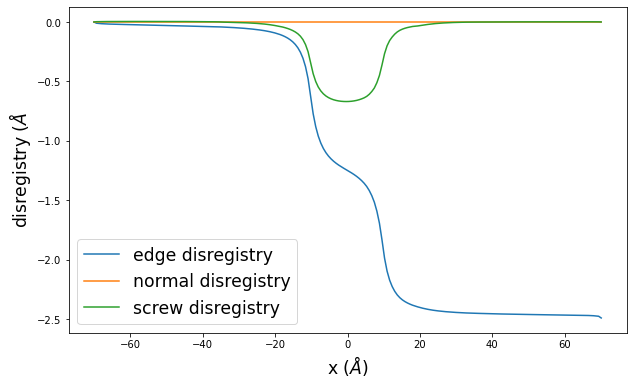 0.0
−0.5
−1.0
−1.5
−2.0
−2.5
disregistry (Å
edge disregistry
normal disregistry
screw disregistry
−60
−40
−20
0
20
40
60
x (Å)